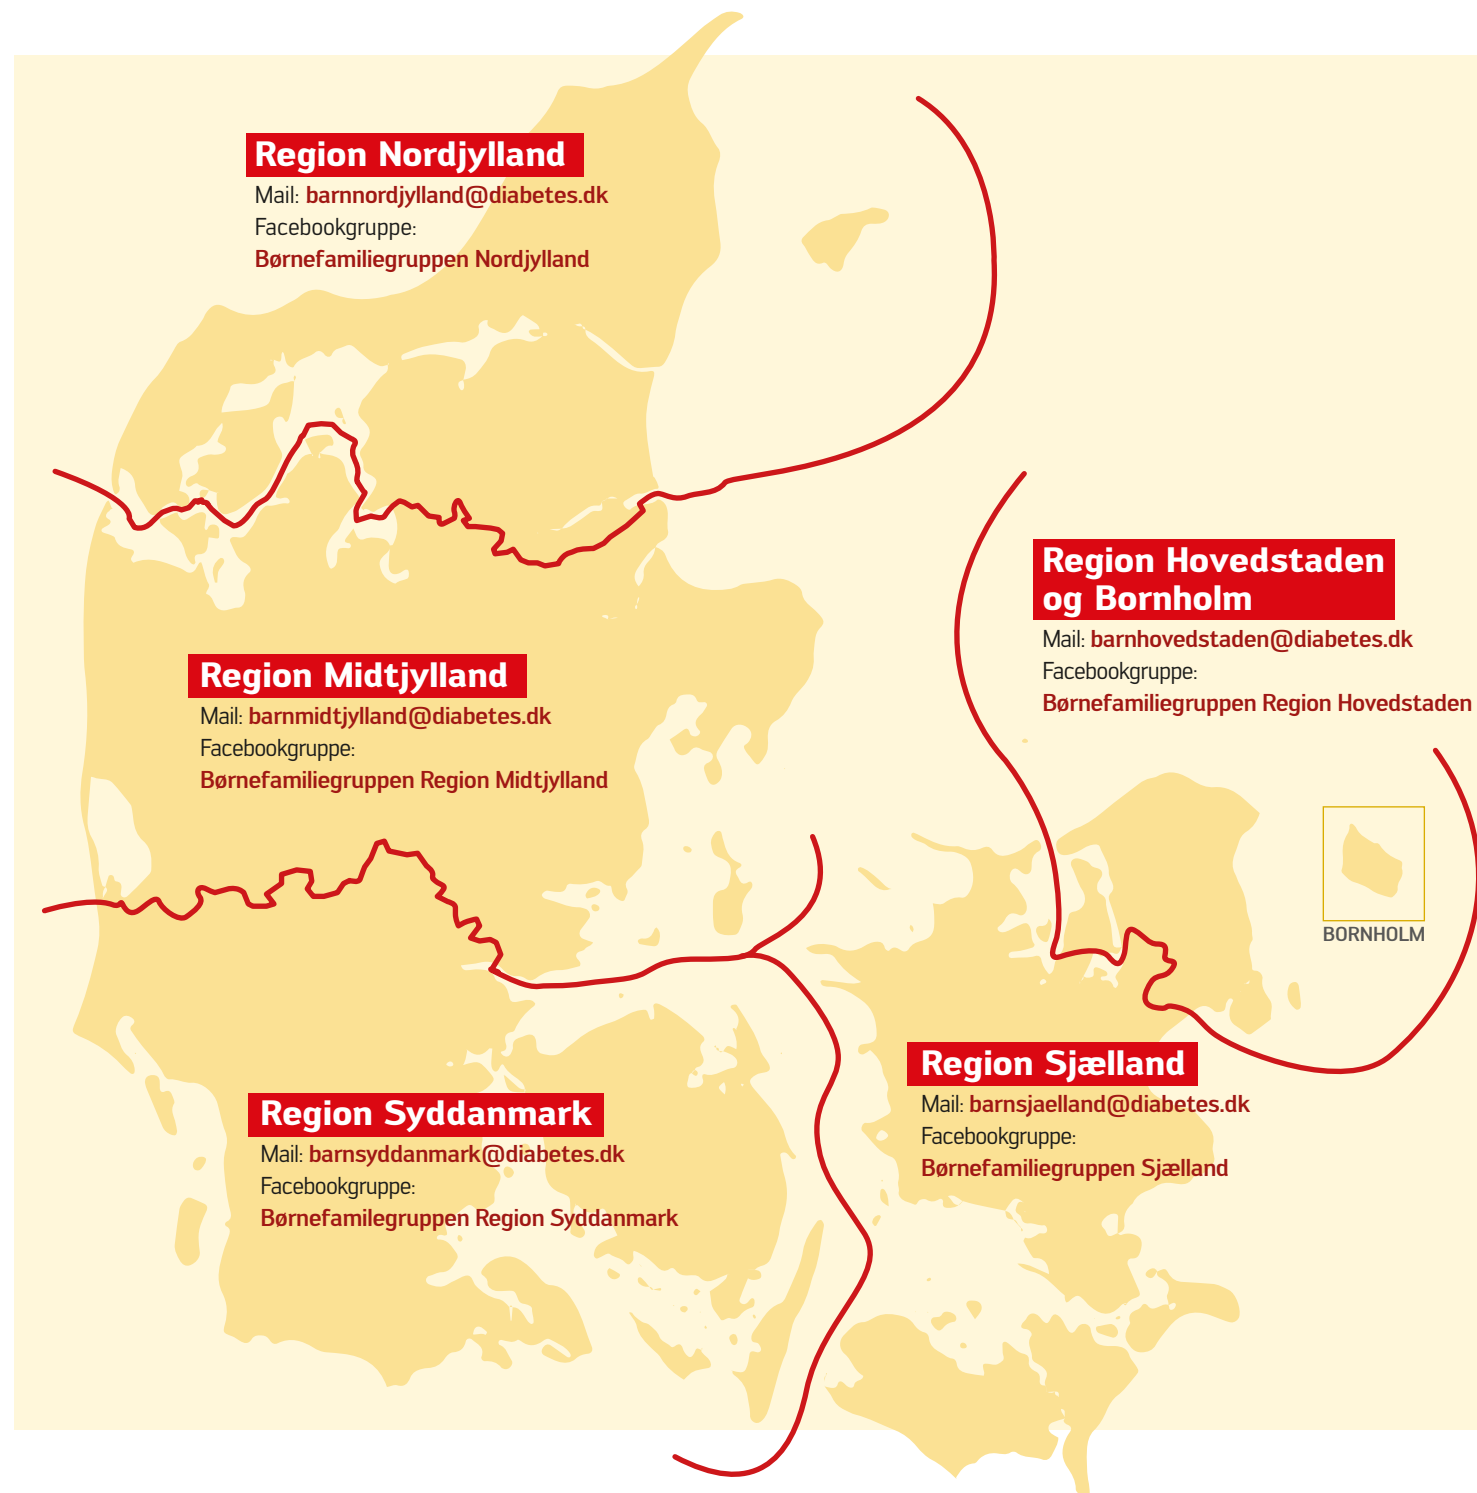 Region Nordjylland
Mail: barnnordjylland@diabetes.dk
Facebookgruppe:
Børnefamiliegruppen Nordjylland
Region Hovedstaden
og Bornholm
Mail: barnhovedstaden@diabetes.dk
Facebookgruppe:
Børnefamiliegruppen Region Hovedstaden
Region Midtjylland
Mail: barnmidtjylland@diabetes.dk
Facebookgruppe:
Børnefamiliegruppen Region Midtjylland
BORNHOLM
Region Sjælland
Mail: barnsjaelland@diabetes.dk
Facebookgruppe:
Børnefamiliegruppen Sjælland
Region Syddanmark
Mail: barnsyddanmark@diabetes.dk
Facebookgruppe:
Børnefamilegruppen Region Syddanmark